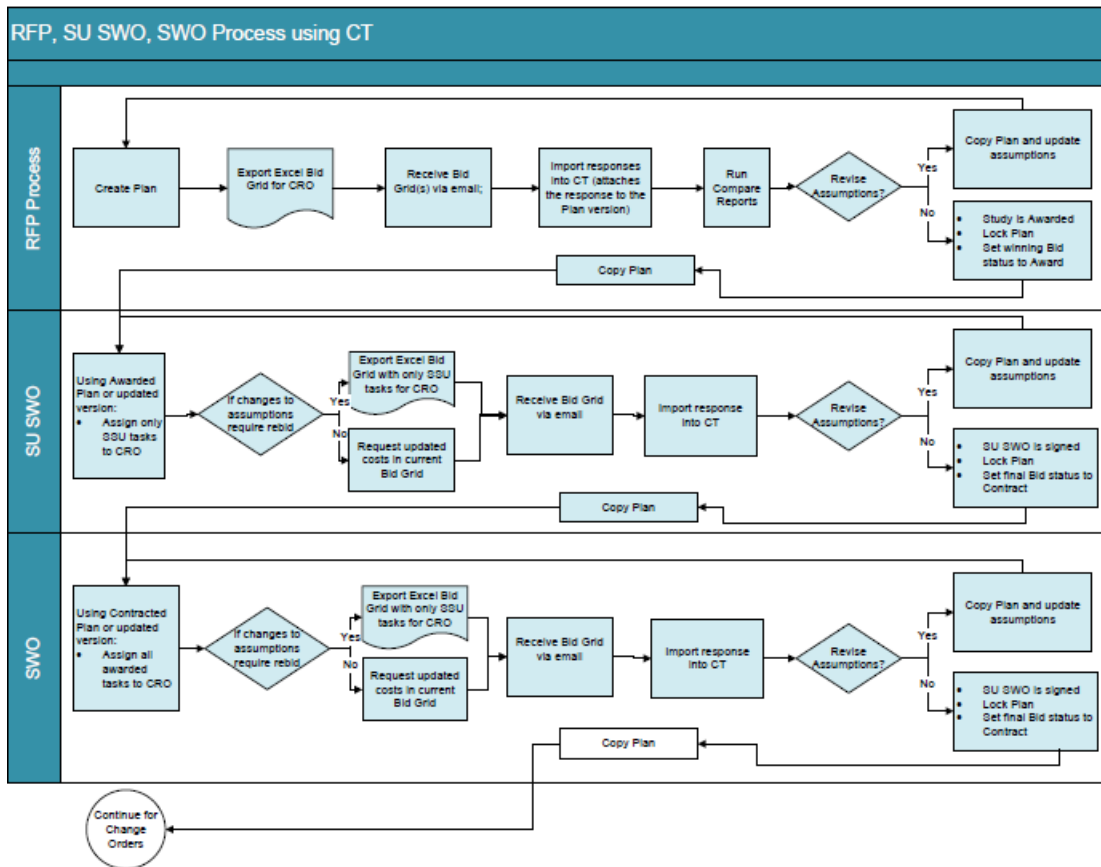 RFP, SU SWO, SWO Process using CT
RFP Process
Create Plan
Export Excel Bid
Grid for CRO
Receive Bid
Grid(s) via email;
Import responses
into CT (attaches
the response to the
Plan version)
Run
Compare
Reports
Revise
Assumptions?
Yes
No
Copy Plan and update
assumptions
• Study is Awarded
• Lock Plan
• Set winning Bid
status to Award
Copy Plan
SU SWO
Using Awarded
Plan or updated
version:
• Assign only
SSU tasks
to CRO
If changes to
assumptions
require rebid
Yes
No
Export Excel Bid
Grid with only SSU
tasks for CRO
Request updated
costs in current
Bid Grid
Receive Bid Grid
via email
Import response
into CT
Revise
Assumptions?
Yes
No
Copy Plan and update
assumptions
• SU SWO is signed
• Lock Plan
• Set final Bid status to
Contract
Copy Plan
SWO
Using Contracted
Plan or updated
version:
• Assign all
awarded
tasks to CRO
If changes to
assumptions
require rebid
Yes
No
Export Excel Bid
Grid with only SSU
tasks for CRO
Request updated
costs in current
Bid Grid
Receive Bid Grid
via email
Import response
into CT
Revise
Assumptions?
Yes
No
Copy Plan and update
assumptions
• SU SWO is signed
• Lock Plan
• Set final Bid status to
Contract
Copy Plan
Continue for
Change
Orders